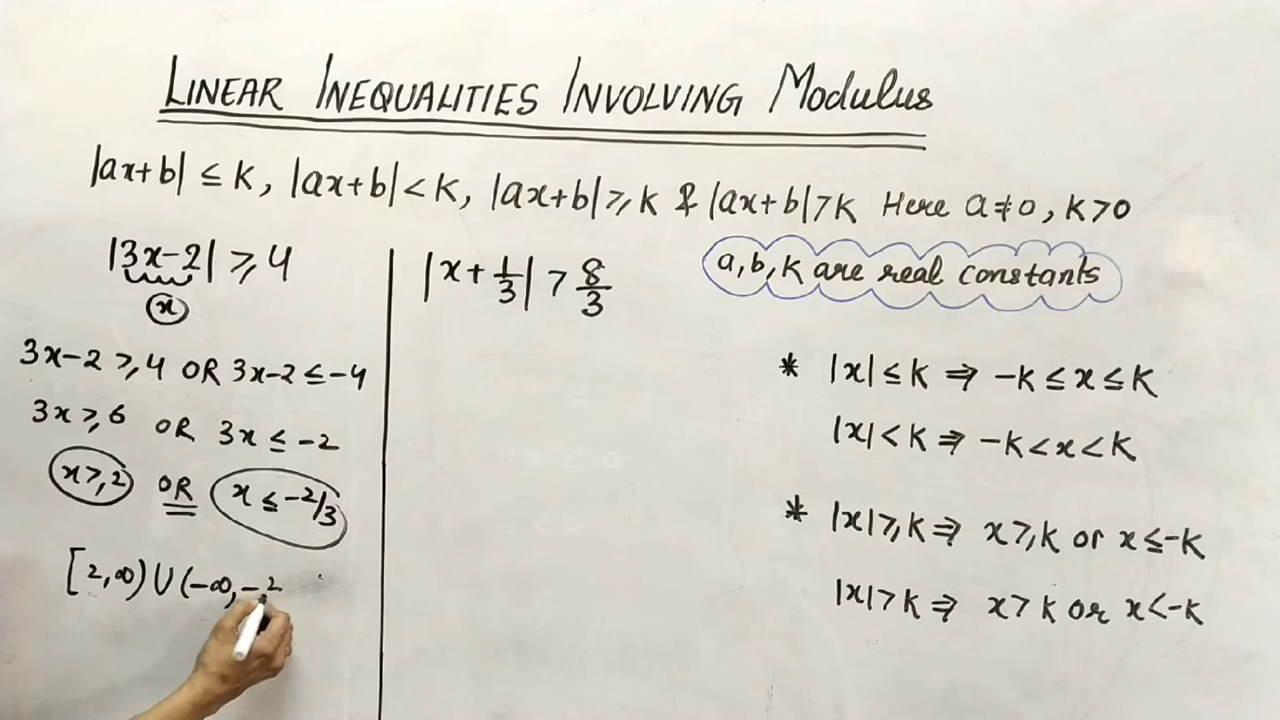 LINEAR INEQUALITIES INVOLVING Modulus
|ax+b| ≤ K, |ax+b| < K, |ax+b| ≥ K & |ax+b| > K Here a ≠ 0, K > 0
a, b, K are real constants
|3x-2| ≥ 4
x
3x-2 ≥ 4 OR 3x-2 ≤ -4
3x ≥ 6 OR 3x ≤ -2
x ≥ 2 OR x ≤ -2/3
[2, ∞) ∪ (-∞, -2
|x + 1/3| > 8/3
* |x| ≤ K ⇒ -K ≤ x ≤ K
|x| < K ⇒ -K < x < K
* |x| ≥ K ⇒ x ≥ K or x ≤ -K
|x| > K ⇒ x > K or x < -K